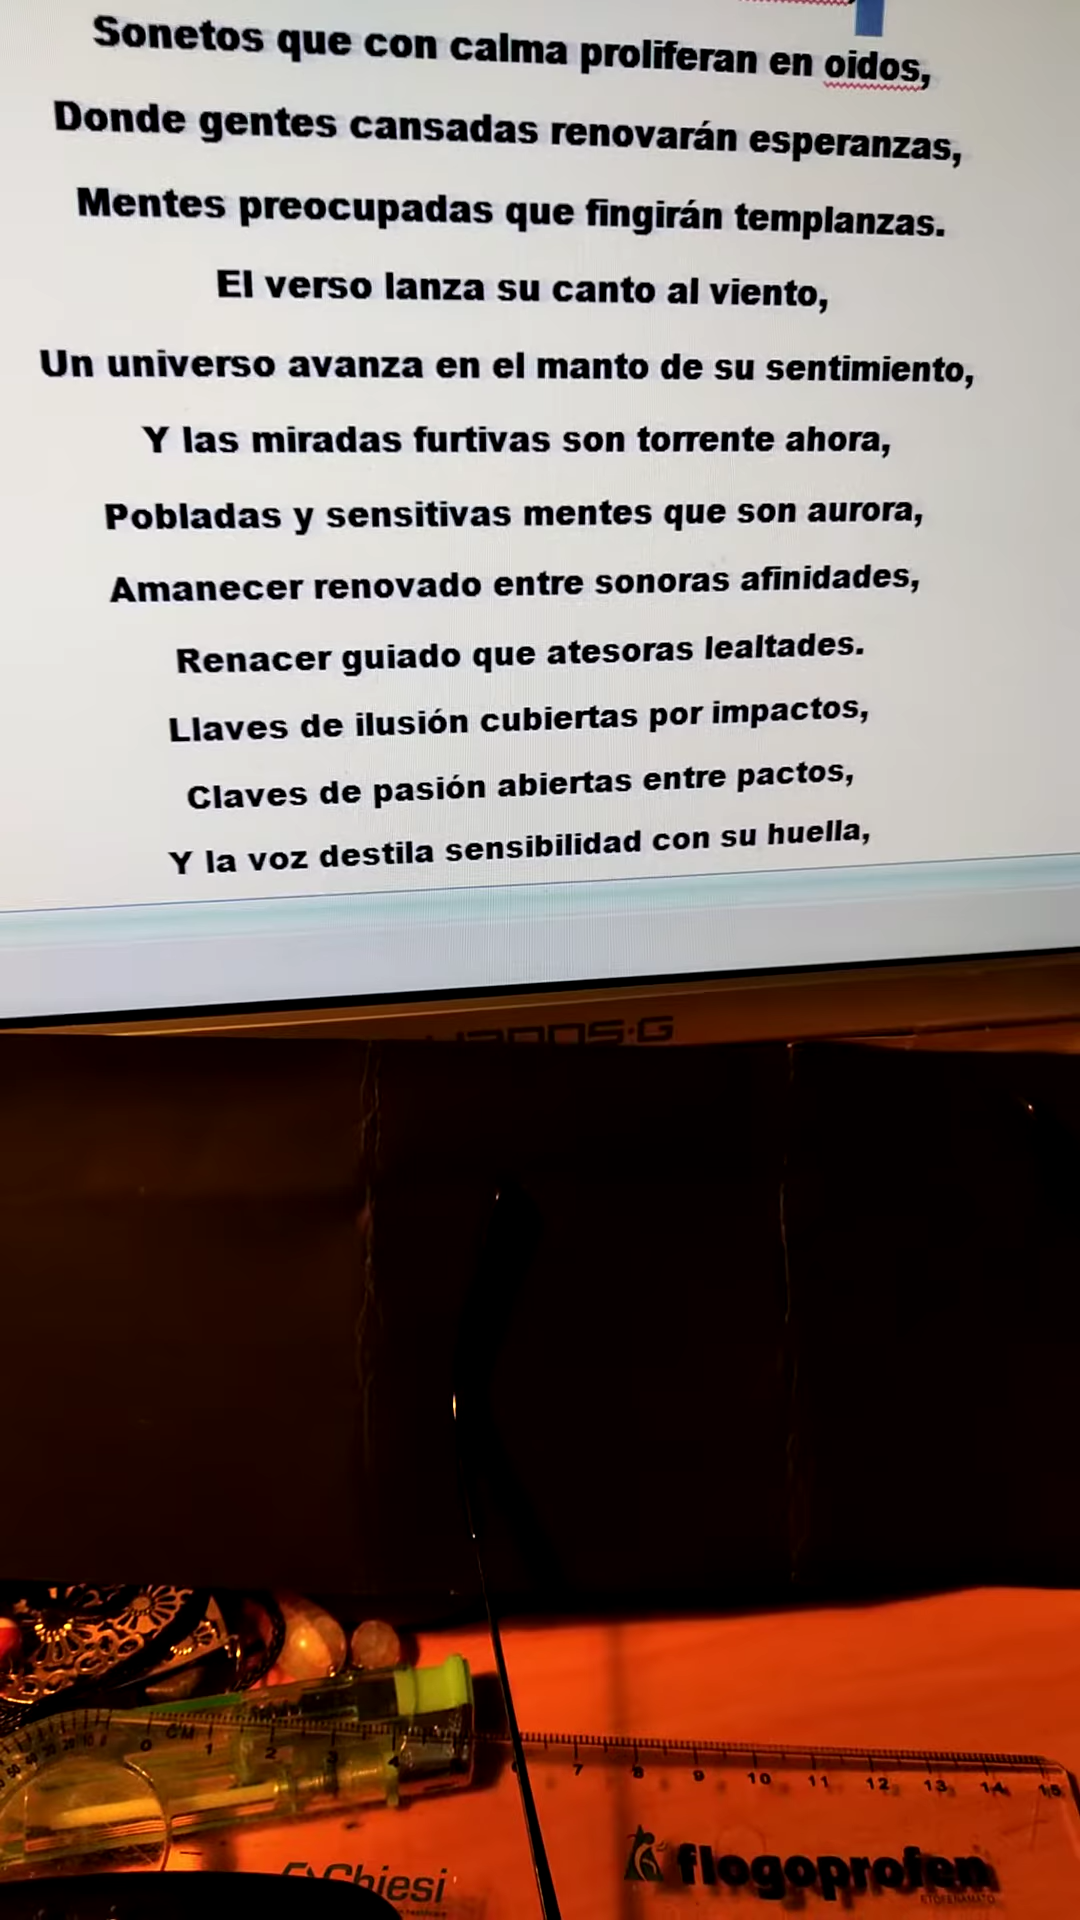 Sonetos que con calma proliferan en oidos,
Donde gentes cansadas renovarán esperanzas,
Mentes preocupadas que fingirán templanzas.
El verso lanza su canto al viento,
Un universo avanza en el manto de su sentimiento,
Y las miradas furtivas son torrente ahora,
Pobladas y sensitivas mentes que son aurora,
Amanecer renovado entre sonoras afinidades,
Renacer guiado que atesoras lealtades.
Llaves de ilusión cubiertas por impactos,
Claves de pasión abiertas entre pactos,
Y la voz destila sensibilidad con su huella,
CM 0 1 2 3 4 7 8 9 10 11 12 13 14 15
flogoprofen
ETOFENAMATO
Chiesi